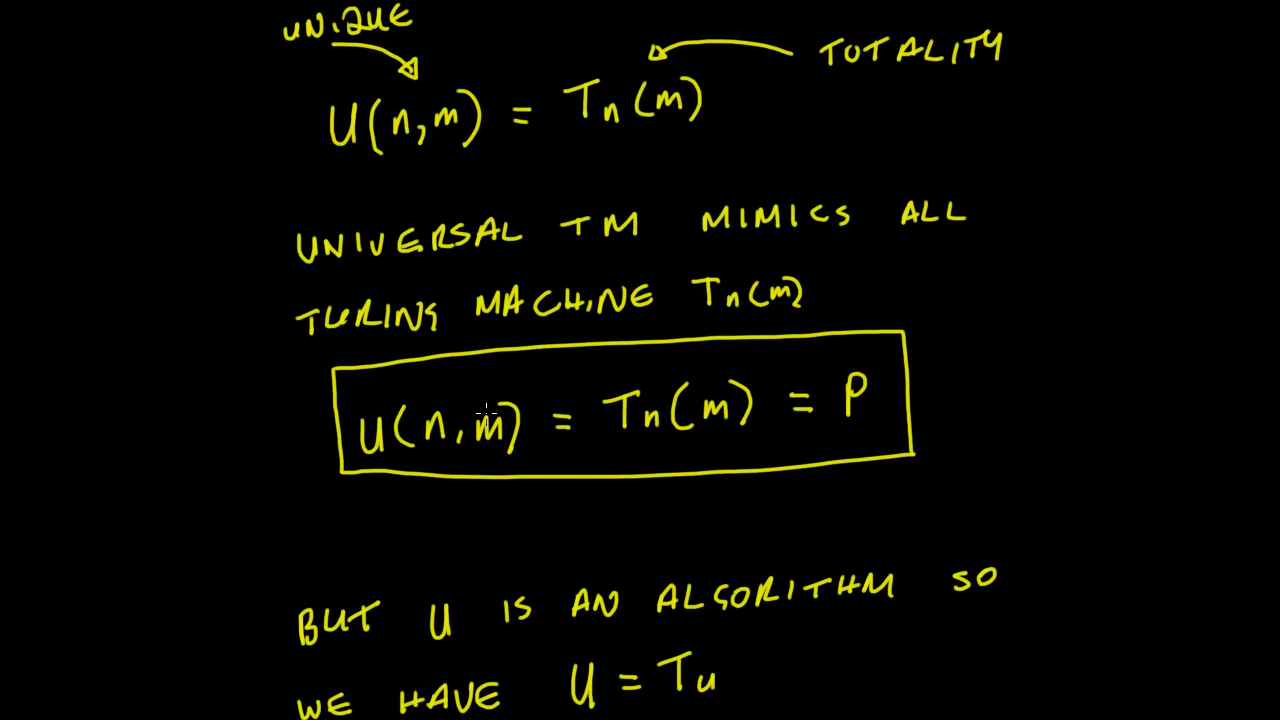 UNIQUE
TOTALITY
U(n,m) = Tn(m)
UNIVERSAL TM MIMICS ALL
TURING MACHINE Tn(m)
U(n,m) = Tn(m) = P
BUT U IS AN ALGORITHM SO
WE HAVE U = Tu